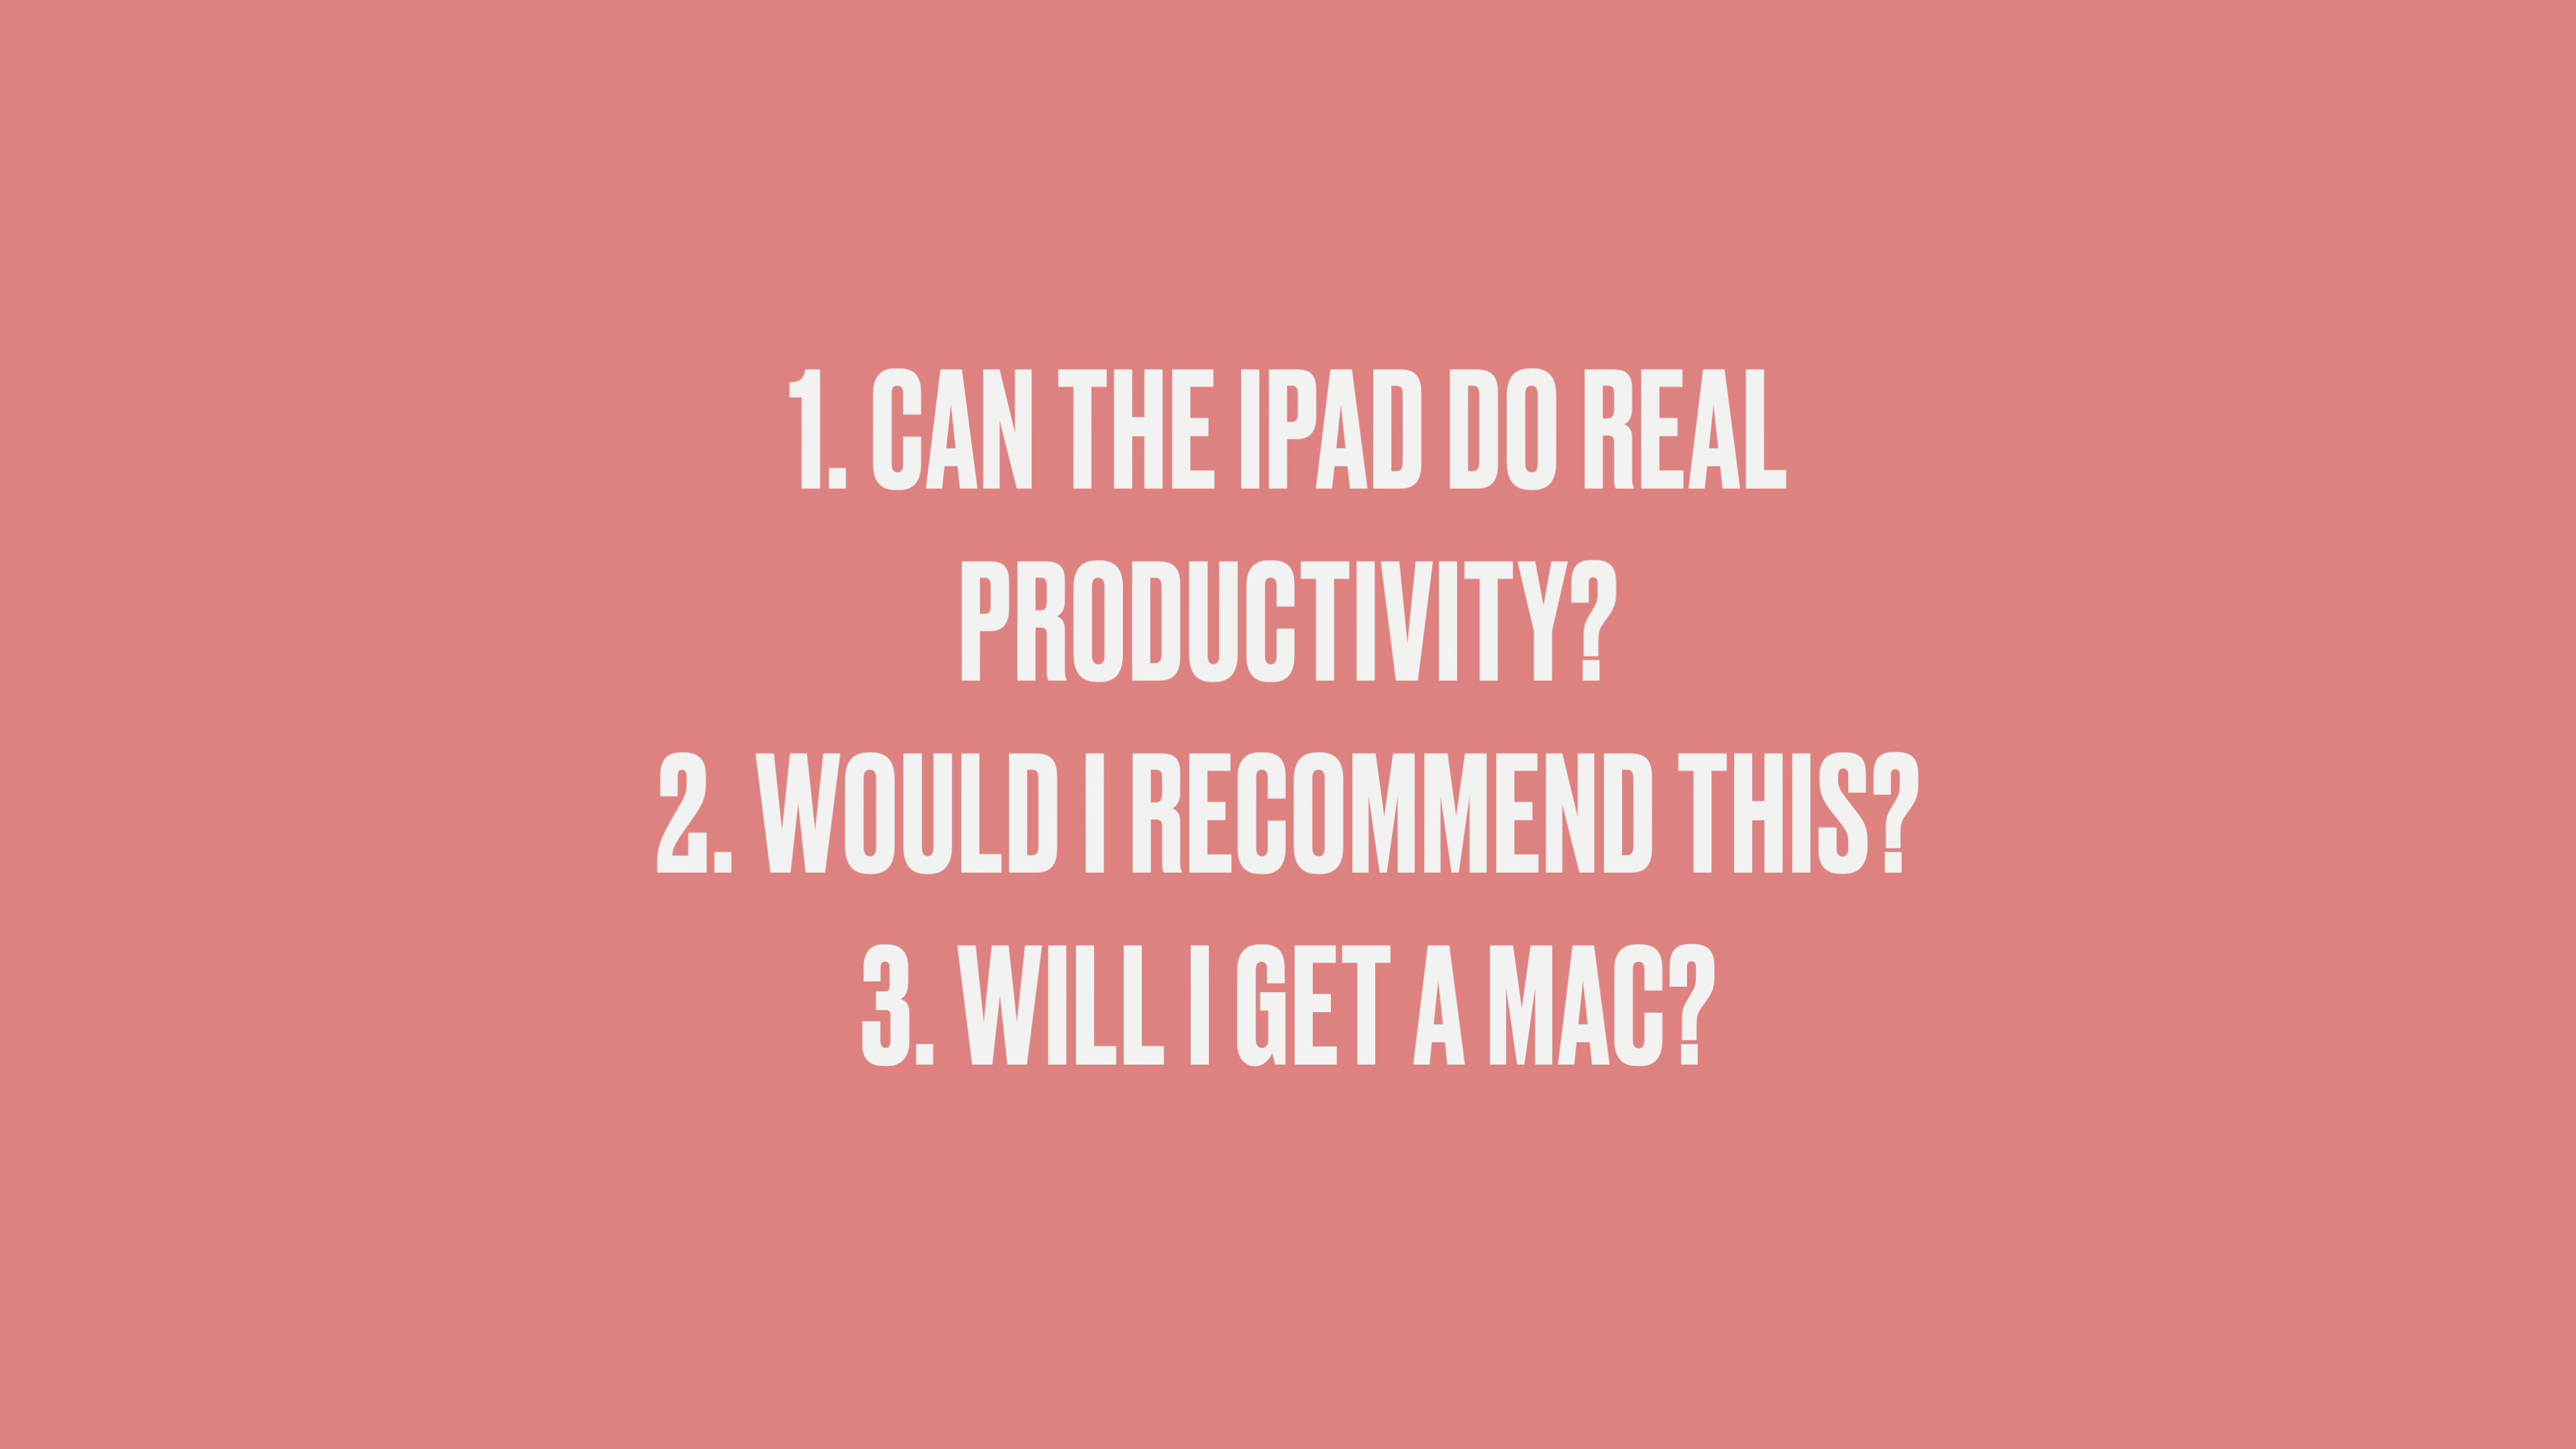 1. CAN THE IPAD DO REAL
PRODUCTIVITY?
2. WOULD I RECOMMEND THIS?
3. WILL I GET A MAC?